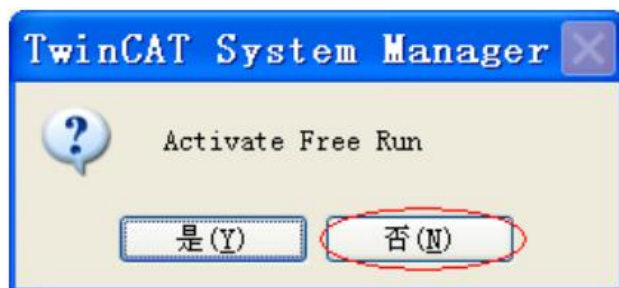 TwinCAT System Manager
Activate Free Run
是(Y) 否(N)